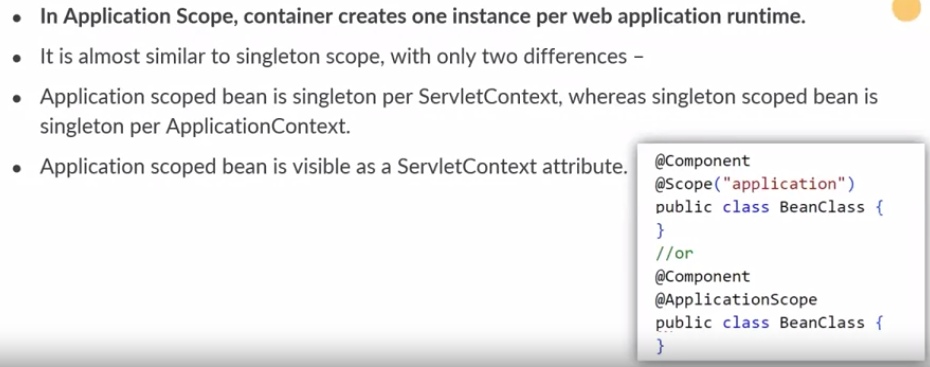 • In Application Scope, container creates one instance per web application runtime.
• It is almost similar to singleton scope, with only two differences –
• Application scoped bean is singleton per ServletContext, whereas singleton scoped bean is
singleton per ApplicationContext.
• Application scoped bean is visible as a ServletContext attribute.
@Component
@Scope("application")
public class BeanClass {
}
//or
@Component
@ApplicationScope
public class BeanClass {
}